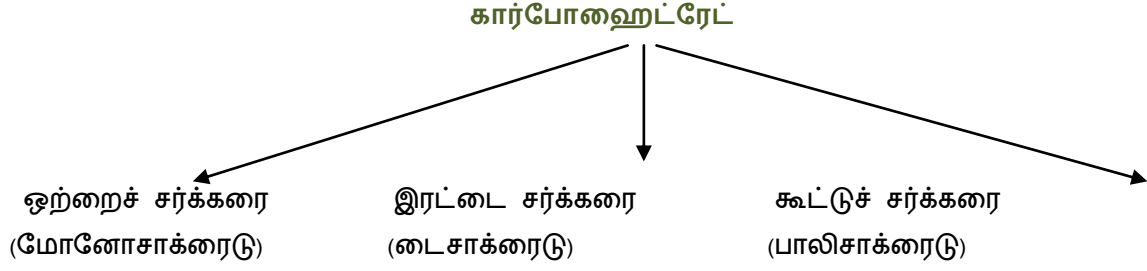 கார்போஹைட்ரேட்
ஒற்றைச் சர்க்கரை இரட்டை சர்க்கரை கூட்டுச் சர்க்கரை
(மோனோசாக்ரைடு) (டைசாக்ரைடு) (பாலிசாக்ரைடு)